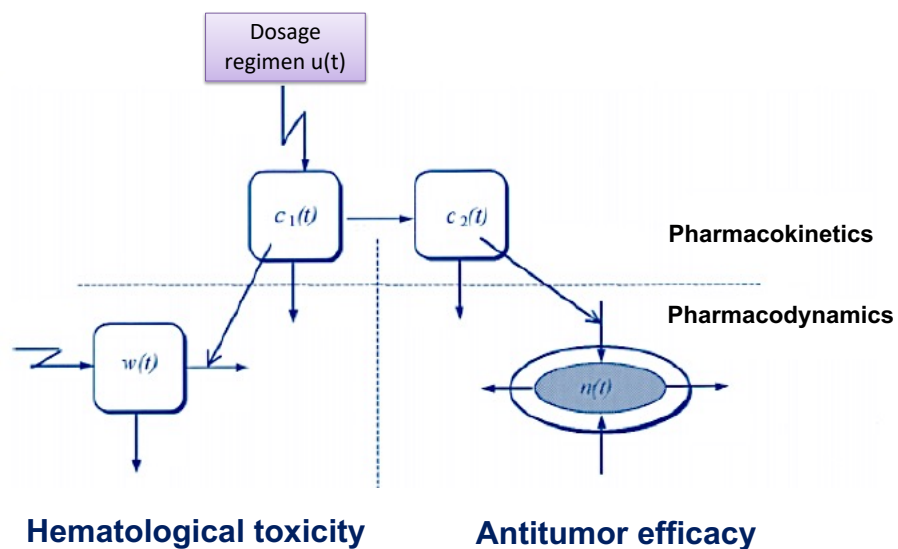 Dosage
regimen u(t)
c₁(t)
c₂(t)
Pharmacokinetics
Pharmacodynamics
w(t)
n(t)
Hematological toxicity
Antitumor efficacy